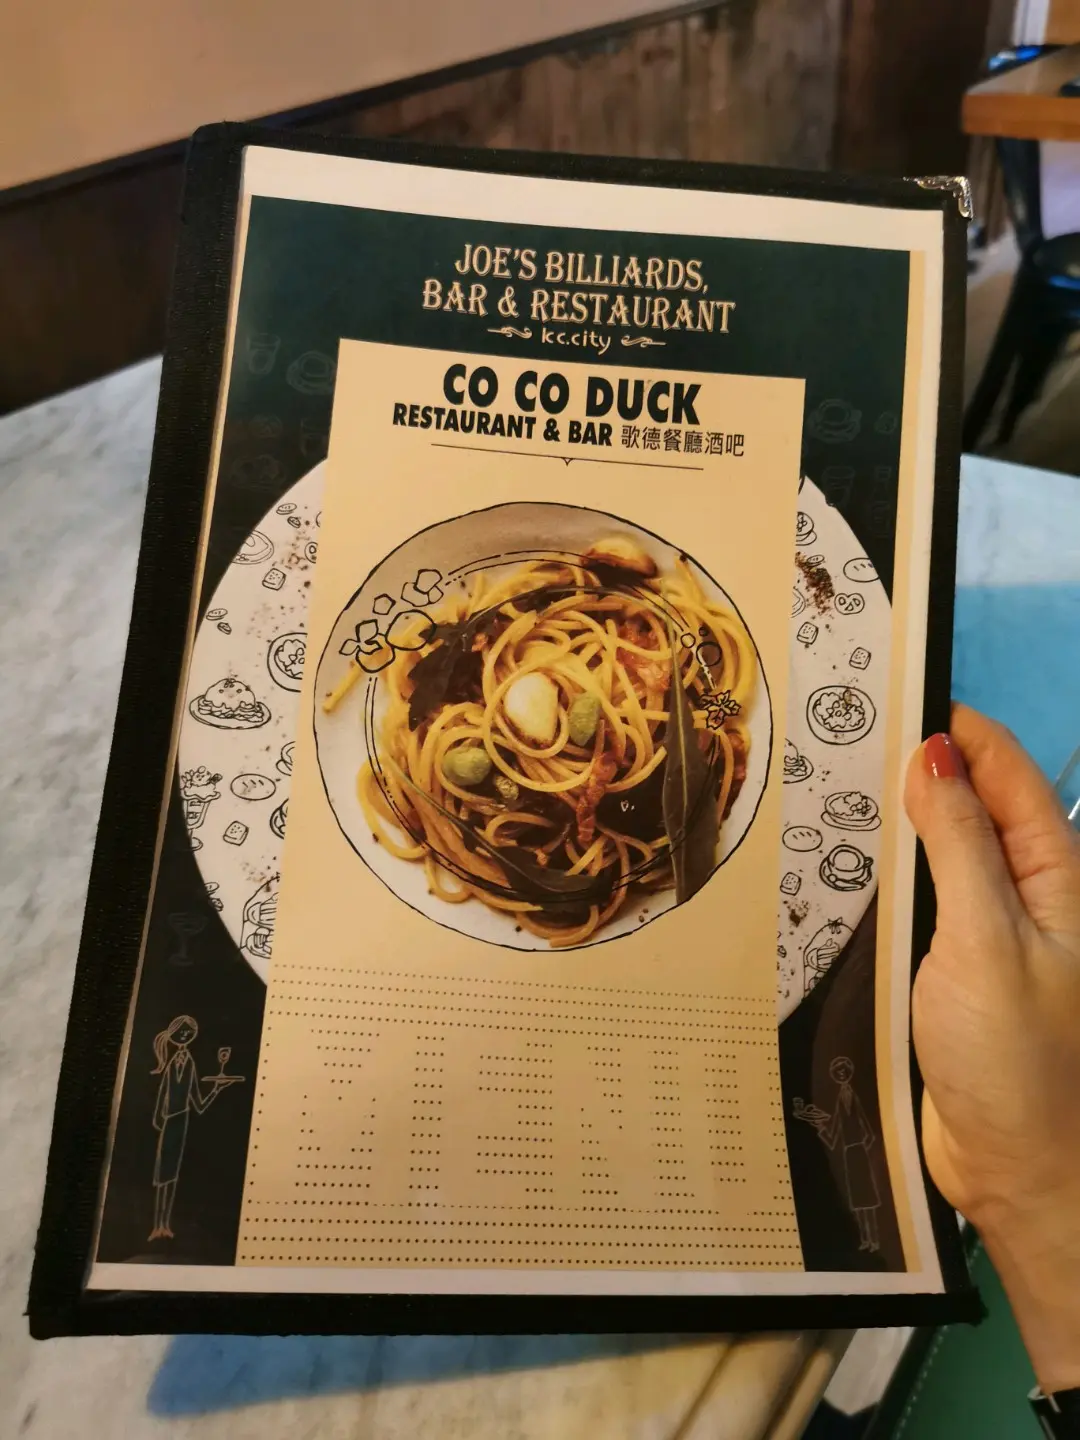 JOE'S BILLIARDS,
BAR & RESTAURANT
kc.city
CO CO DUCK
RESTAURANT & BAR 歌德餐廳酒吧